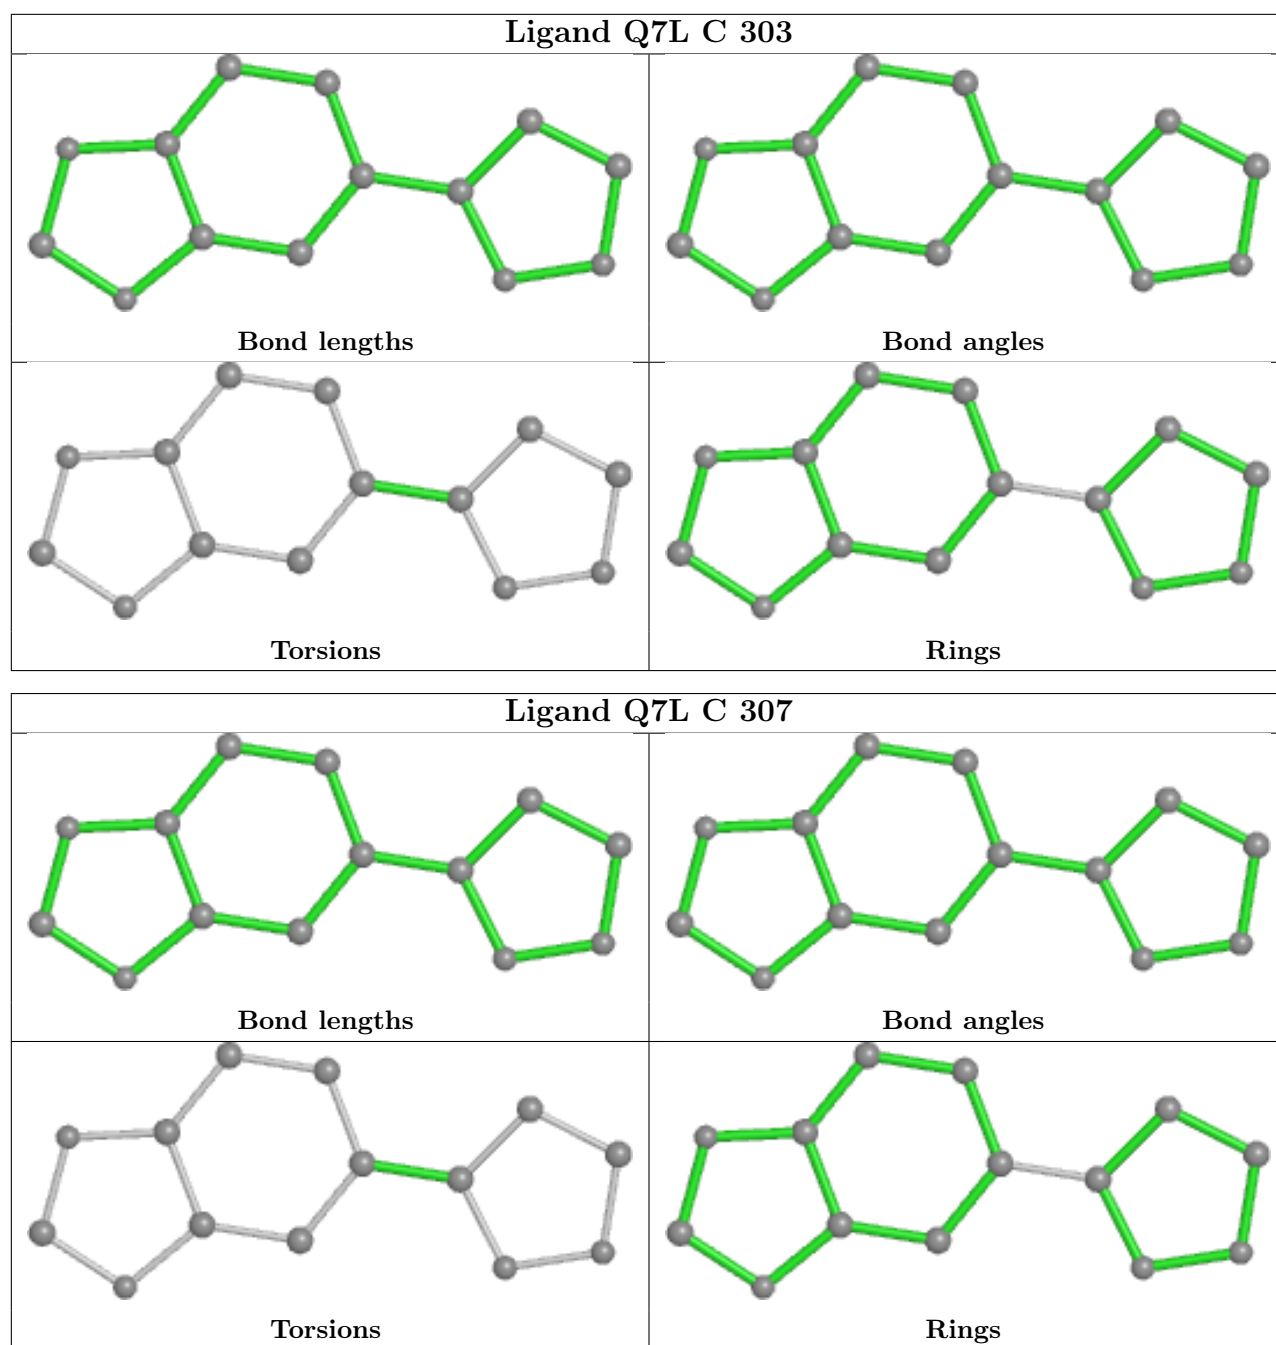 Ligand Q7L C 303
Bond lengths
Bond angles
Torsions
Rings
Ligand Q7L C 307
Bond lengths
Bond angles
Torsions
Rings